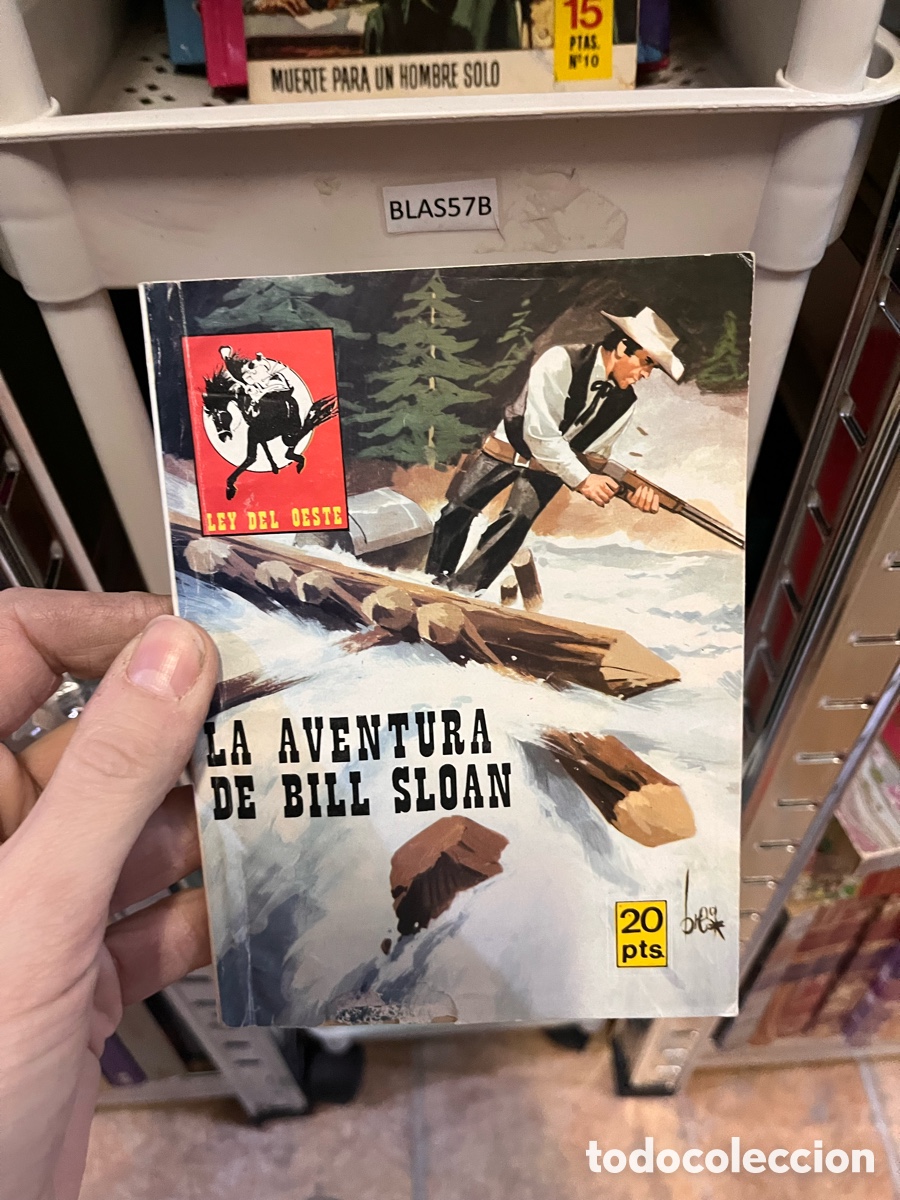 15
PTAS.
Nº10
MUERTE PARA UN HOMBRE SOLO
BLAS57B
LEY DEL OESTE
LA AVENTURA
DE BILL SLOAN
20
pts.
todocoleccion